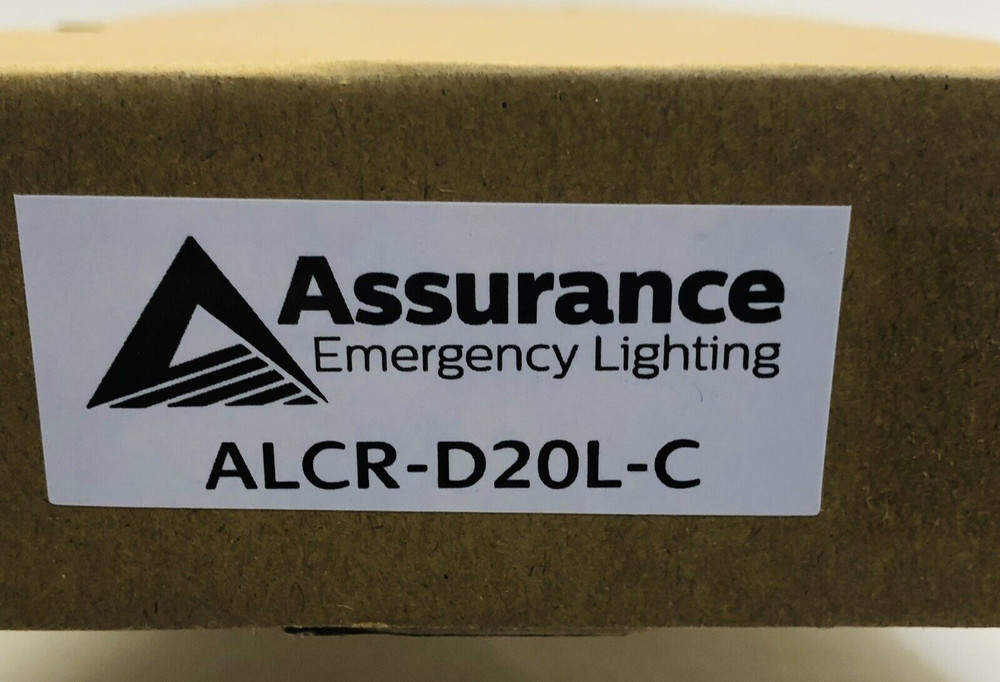 Assurance
Emergency Lighting
ALCR-D20L-C